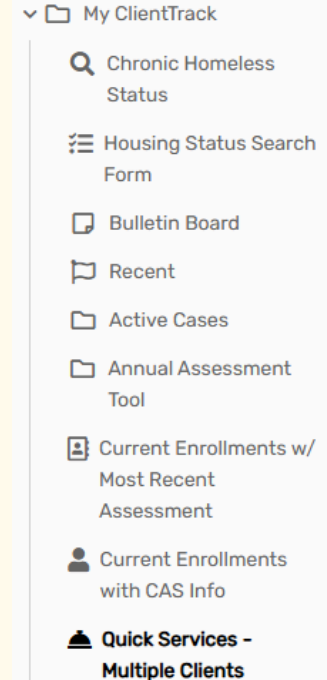 My ClientTrack
Chronic Homeless
Status
Housing Status Search
Form
Bulletin Board
Recent
Active Cases
Annual Assessment
Tool
Current Enrollments w/
Most Recent
Assessment
Current Enrollments
with CAS Info
Quick Services -
Multiple Clients